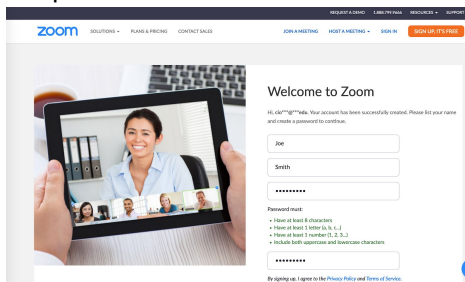 REQUEST A DEMO 1.888.799.9666 RESOURCES SUPPORT
zoom SOLUTIONS PLANS & PRICING CONTACT SALES JOIN A MEETING HOST A MEETING SIGN IN SIGN UP, IT'S FREE
Welcome to Zoom
Hi, cio***@***edu. Your account has been successfully created. Please list your name
and create a password to continue.
Joe
Smith
•••••••••
Password must:
• Have at least 8 characters
• Have at least 1 letter (a, b, c...)
• Have at least 1 number (1, 2, 3...)
• Include both uppercase and lowercase characters
•••••••••
By signing up, I agree to the Privacy Policy and Terms of Service.